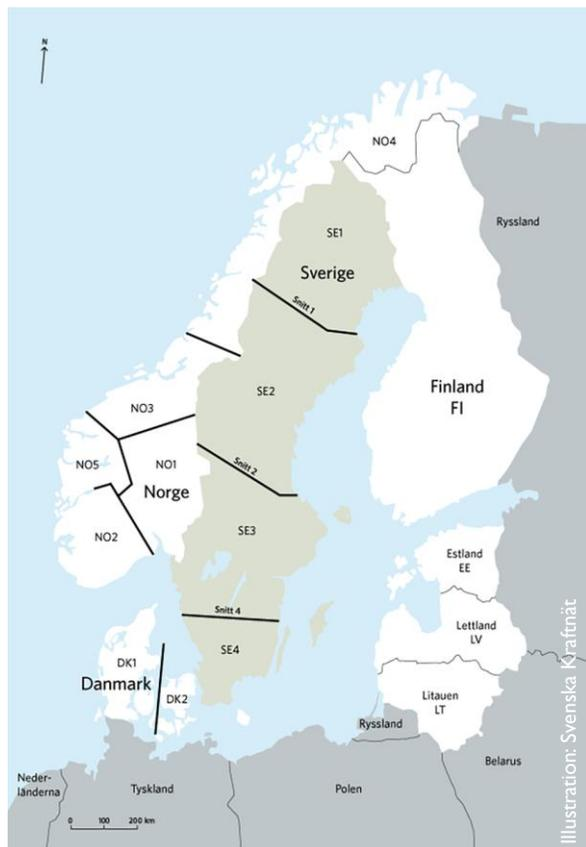 N
NO4
Ryssland
SE1
Sverige
Snitt 1
SE2
Finland
FI
NO3
NO5
NO1
Norge
Snitt 2
NO2
SE3
Estland
EE
Snitt 4
Lettland
LV
SE4
DK1
Danmark
DK2
Litauen
LT
Ryssland
Belarus
Neder-
länderna
Tyskland
Polen
0 100 200 km
Illustration: Svenska Kraftnät